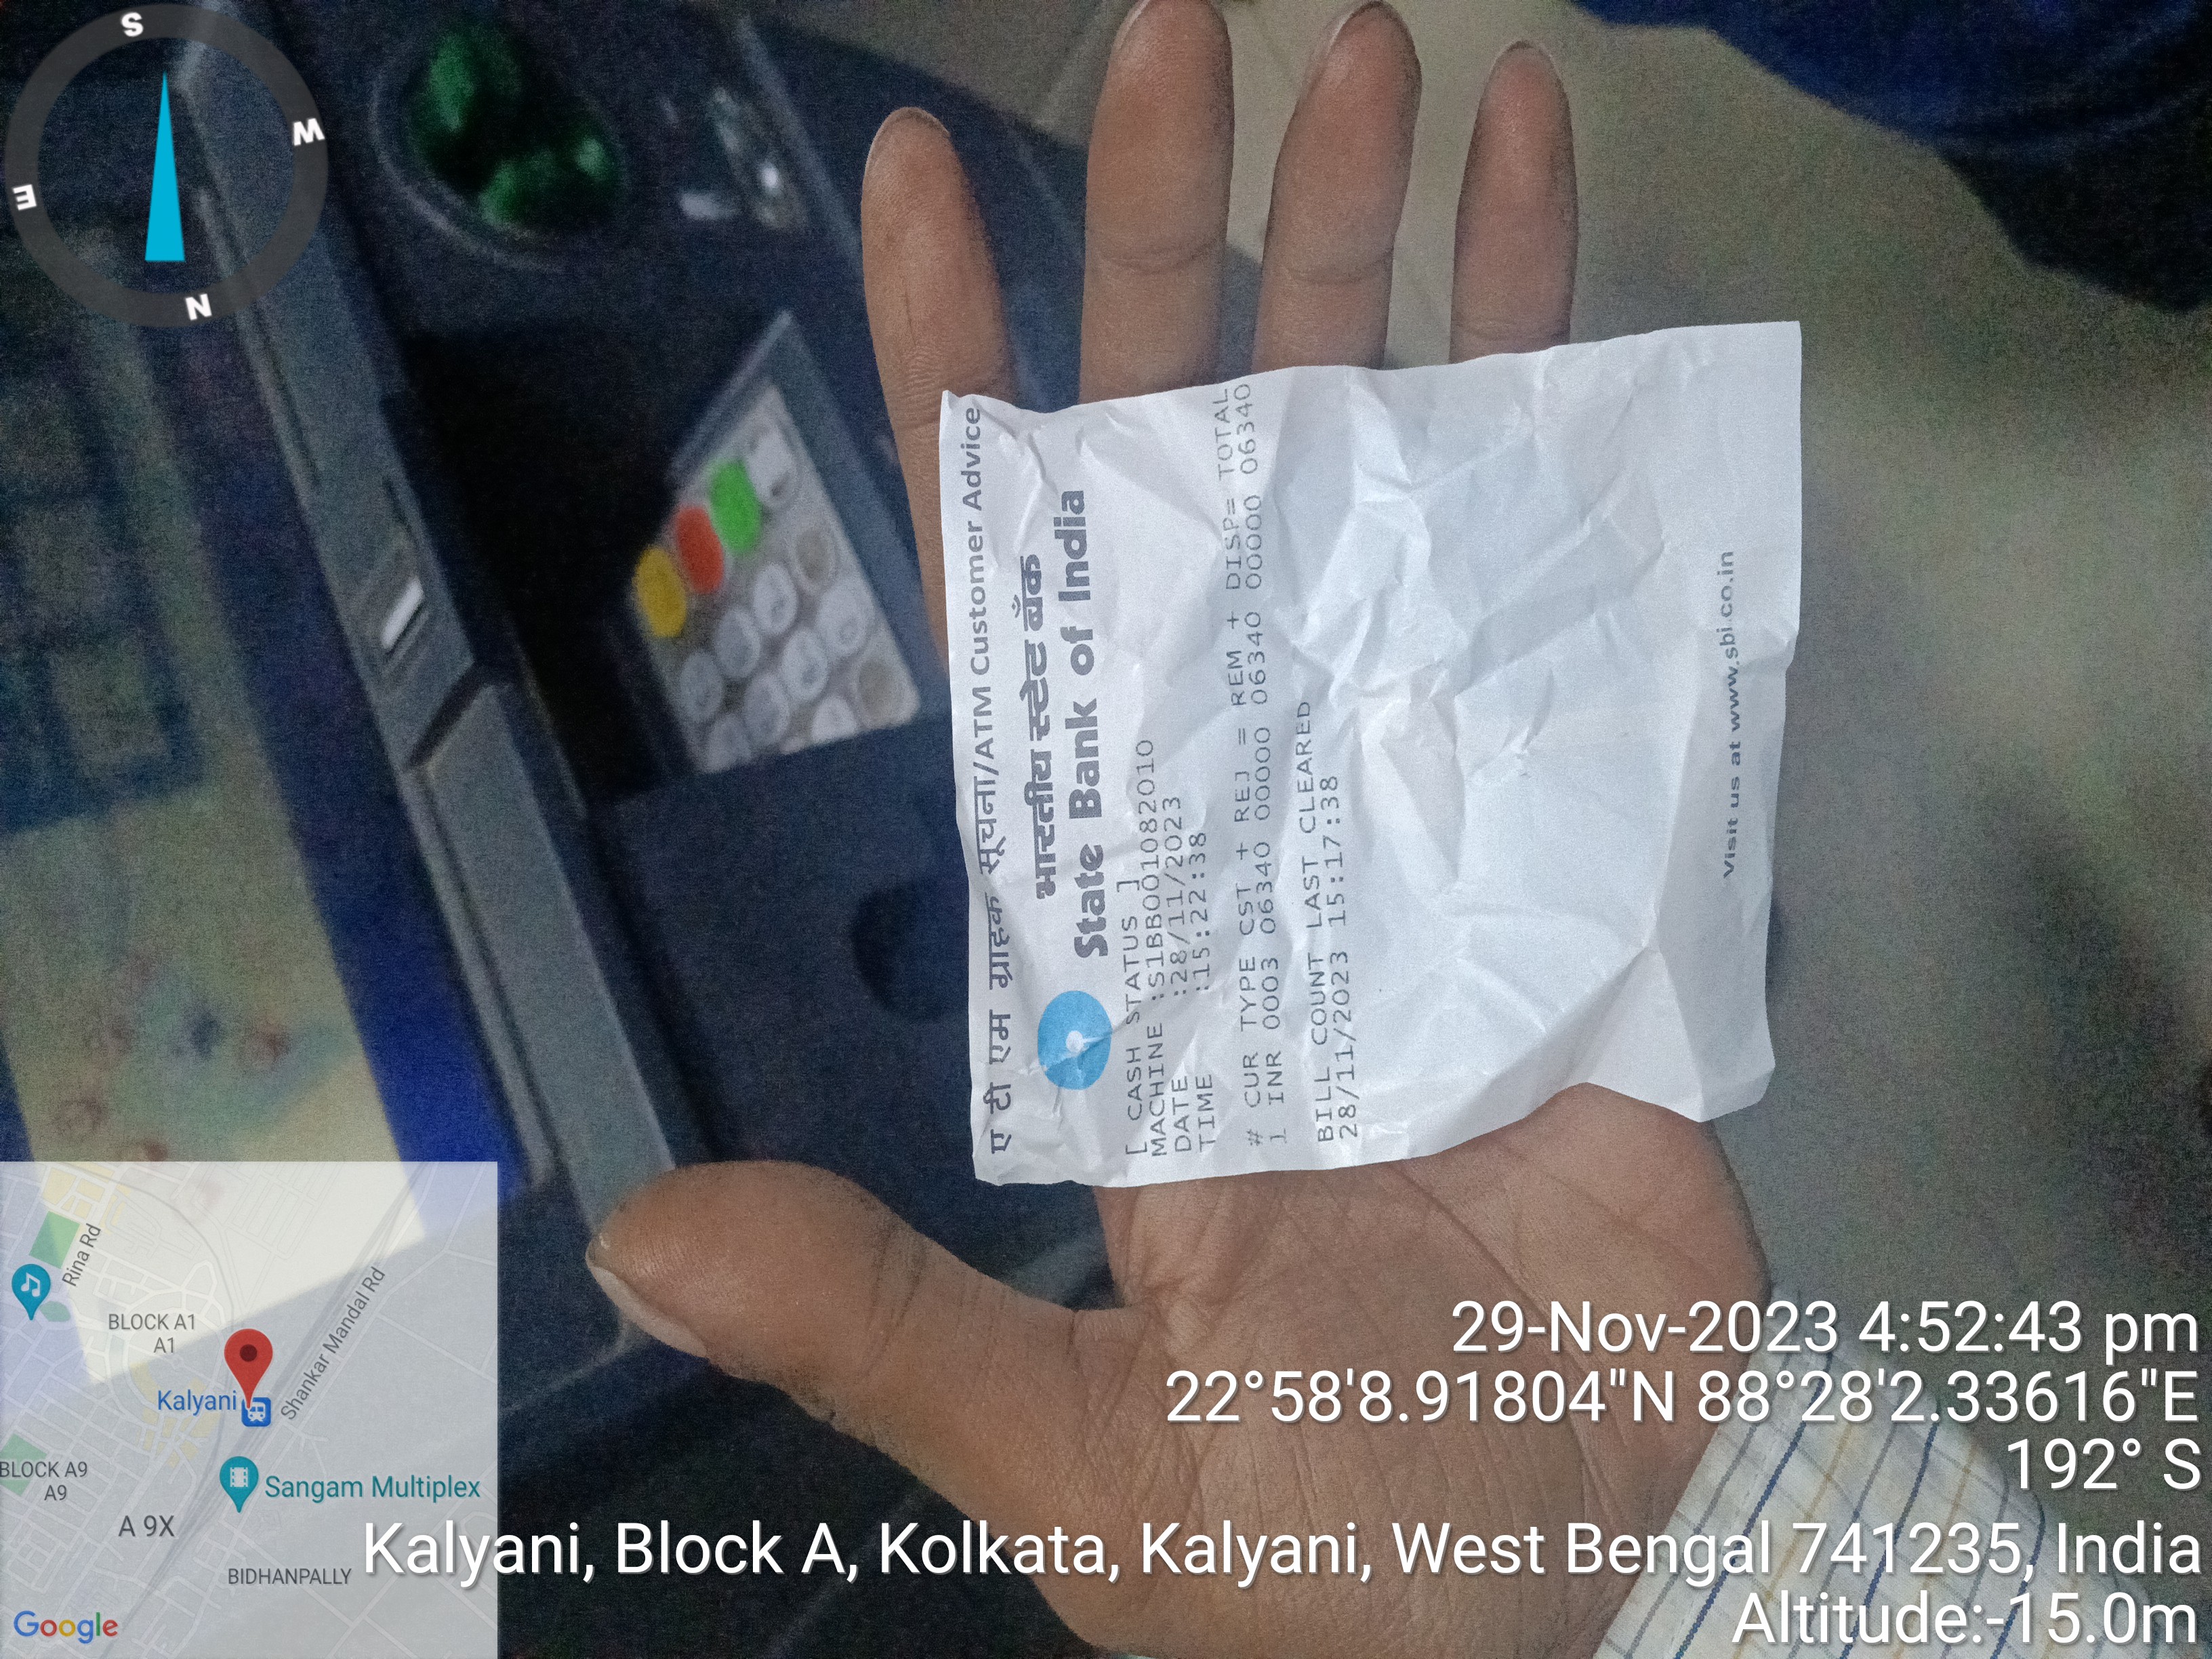 ए टी एम ग्राहक सूचना/ATM Customer Advice
भारतीय स्टेट बैंक
State Bank of India
[ CASH STATUS ]
MACHINE :S1BB001082010
DATE :28/11/2023
TIME :15:22:38
# CUR TYPE CST + REJ = REM + DISP= TOTAL
1 INR 0003 06340 00000 06340 00000 06340
BILL COUNT LAST CLEARED
28/11/2023 15:17:38
Visit us at www.sbi.co.in
S
W
E
N
Rina Rd
BLOCK A1
A1
Shankar Mandal Rd
Kalyani
BLOCK A9
A9
Sangam Multiplex
A 9X
BIDHANPALLY
Google
29-Nov-2023 4:52:43 pm
22°58'8.91804"N 88°28'2.33616"E
192° S
Kalyani, Block A, Kolkata, Kalyani, West Bengal 741235, India
Altitude:-15.0m